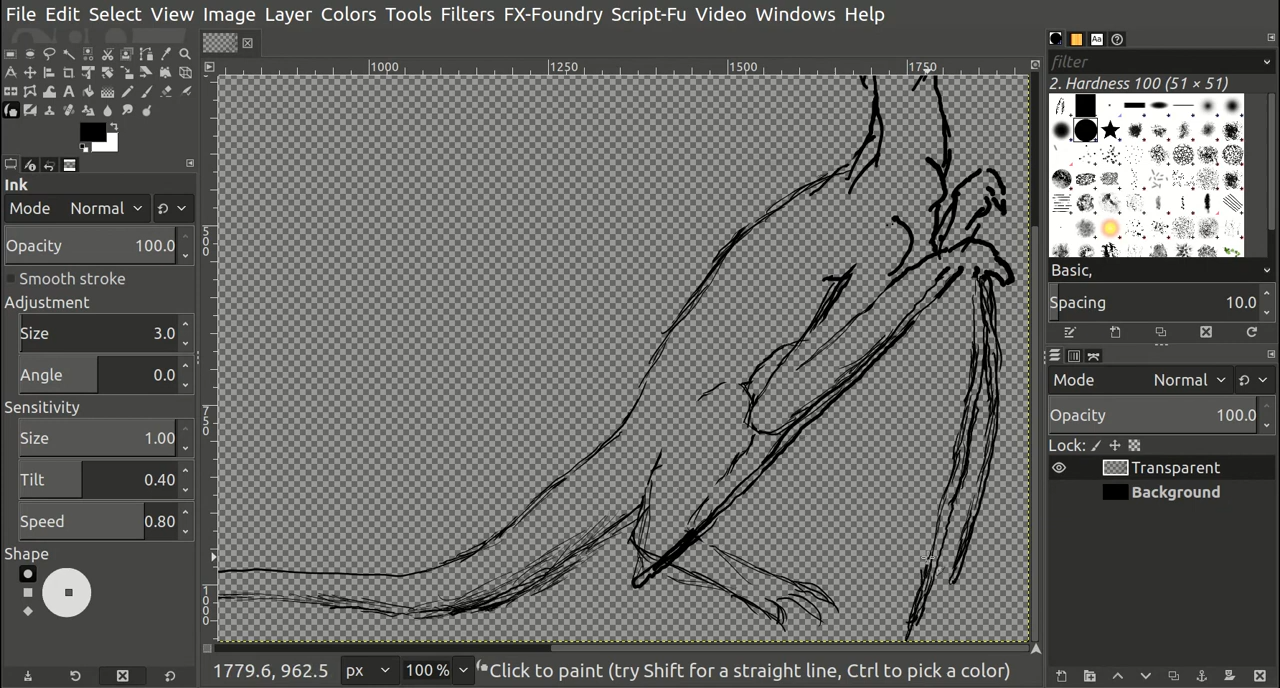 File Edit Select View Image Layer Colors Tools Filters FX-Foundry Script-Fu Video Windows Help
1000 1250 1500 1750
filter
2. Hardness 100 (51 × 51)
Ink
Mode Normal
Opacity 100.0
Smooth stroke
Adjustment
Size 3.0
Angle 0.0
Sensitivity
Size 1.00
Tilt 0.40
Speed 0.80
Shape
500
750
1000
Aa
Basic,
Spacing 10.0
Mode Normal
Opacity 100.0
Lock:
Transparent
Background
1779.6, 962.5 px 100 % Click to paint (try Shift for a straight line, Ctrl to pick a color)